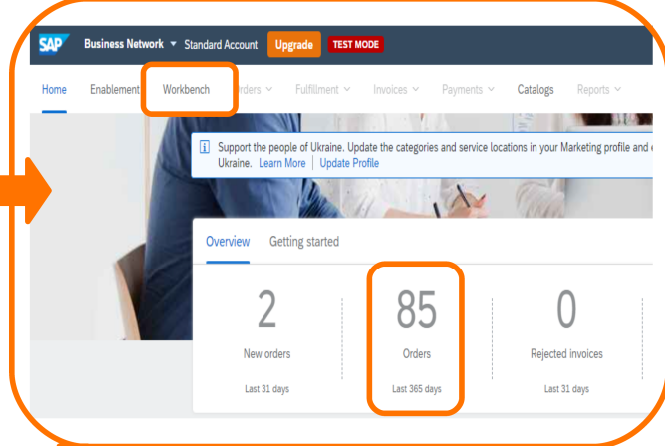 SAP Business Network Standard Account Upgrade TEST MODE
Home Enablement Workbench Orders Fulfillment Invoices Payments Catalogs Reports
i Support the people of Ukraine. Update the categories and service locations in your Marketing profile and
Ukraine. Learn More | Update Profile
Overview Getting started
2 85 0
New orders Orders Rejected invoices
Last 31 days Last 365 days Last 31 days